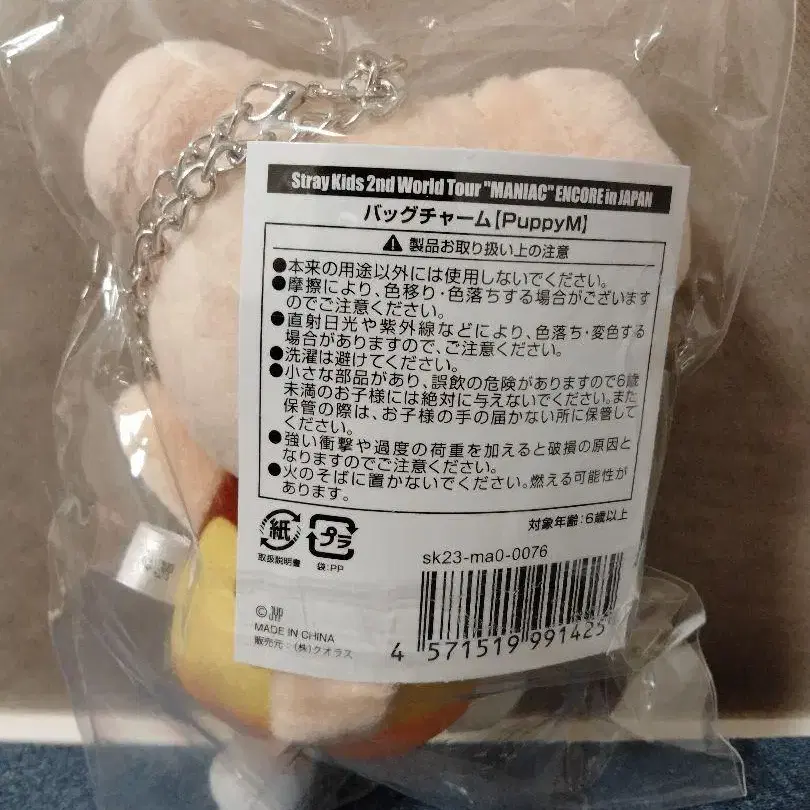 Stray Kids 2nd World Tour "MANIAC" ENCORE in JAPAN
バッグチャーム【PuppyM】
製品お取り扱い上の注意
●本来の用途以外には使用しないでください。
●摩擦により、色移り・色落ちする場合がございます
のでご注意ください。
●直射日光や紫外線などにより、色落ち・変色する
場合がありますので、ご注意ください。
●洗濯は避けてください。
●小さな部品があり、誤飲の危険がありますので6歳
未満のお子様には絶対に与えないでください。また
保管の際は、お子様の手の届かない所に保管して
ください。
●強い衝撃や過度の荷重を加えると破損の原因と
なりますのでご注意ください。
●火のそばに置かないでください。燃える可能性が
あります。
対象年齢：6歳以上
紙
プラ
取扱説明書
袋：PP
sk23-ma0-0076
©JYP
MADE IN CHINA
販売元：(株)クオラス
4 571519 991425